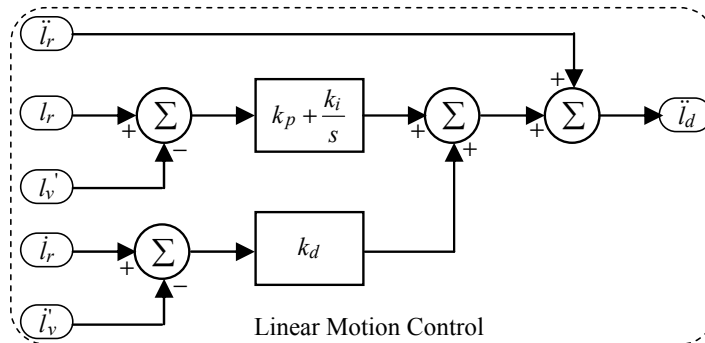 l̈_r
+
l_r
+
Σ
−
k_p + k_i/s
+
Σ
+
+
Σ
l̈_d
l_v'
l̇_r
+
Σ
−
k_d
l̇_v'
Linear Motion Control